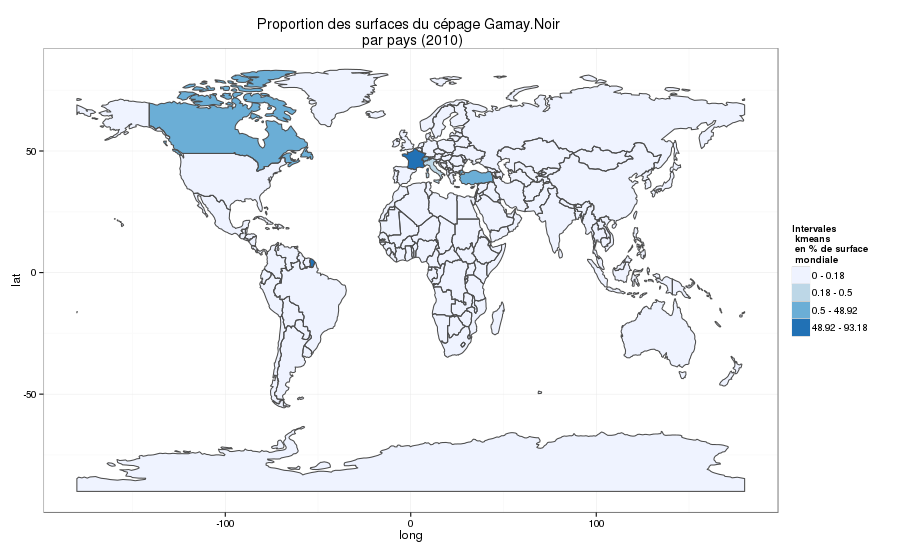 Proportion des surfaces du cépage Gamay.Noir
par pays (2010)
50
0
-50
lat
-100
0
100
long
Intervales
kmeans
en % de surface
mondiale
0 - 0.18
0.18 - 0.5
0.5 - 48.92
48.92 - 93.18